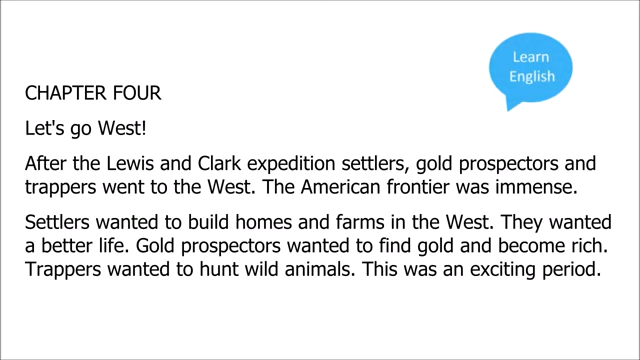 Learn
English
CHAPTER FOUR
Let's go West!
After the Lewis and Clark expedition settlers, gold prospectors and
trappers went to the West. The American frontier was immense.
Settlers wanted to build homes and farms in the West. They wanted
a better life. Gold prospectors wanted to find gold and become rich.
Trappers wanted to hunt wild animals. This was an exciting period.